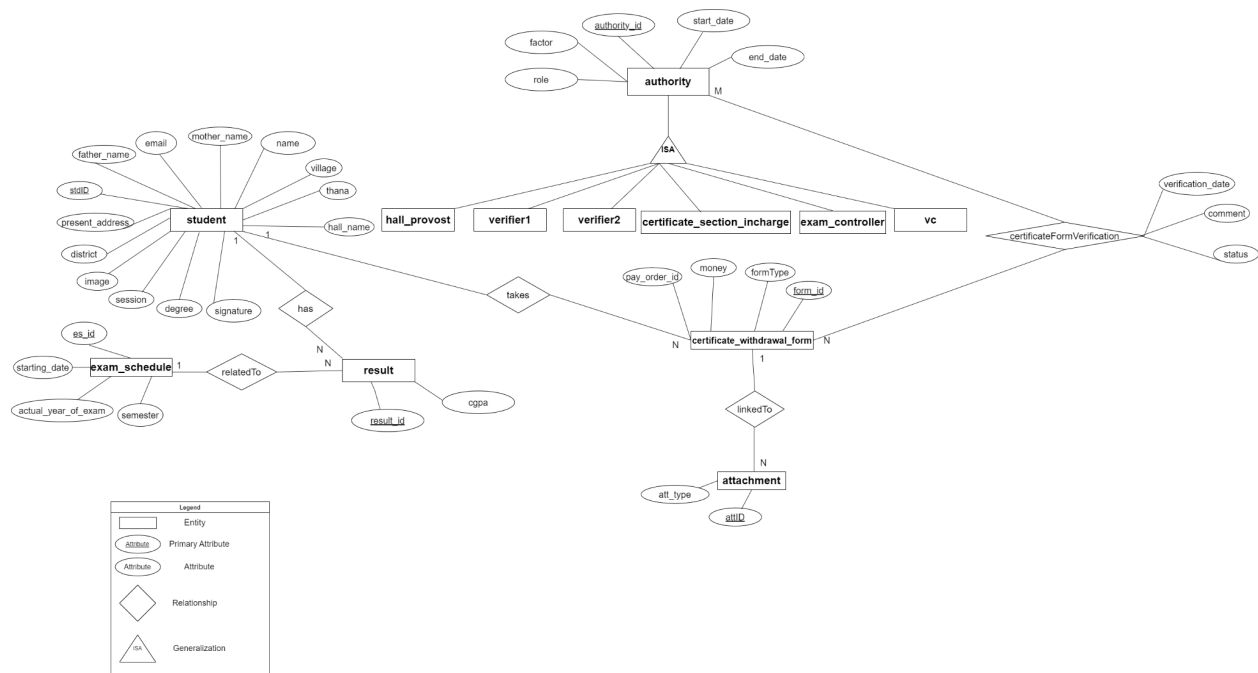 authority_id
start_date
factor
end_date
role
authority
M
ISA
mother_name
email
name
father_name
village
stdID
thana
verification_date
present_address
student
hall_name
hall_provost
verifier1
verifier2
certificate_section_incharge
exam_controller
vc
comment
1
1
certificateFormVerification
district
status
image
session
degree
signature
pay_order_id
money
formType
form_id
takes
has
es_id
N
certificate_withdrawal_form
N
N
1
starting_date
exam_schedule
1
relatedTo
N
result
actual_year_of_exam
semester
result_id
cgpa
linkedTo
N
attachment
att_type
attID
Legend
Entity
Attribute
Primary Attribute
Attribute
Attribute
Relationship
ISA
Generalization